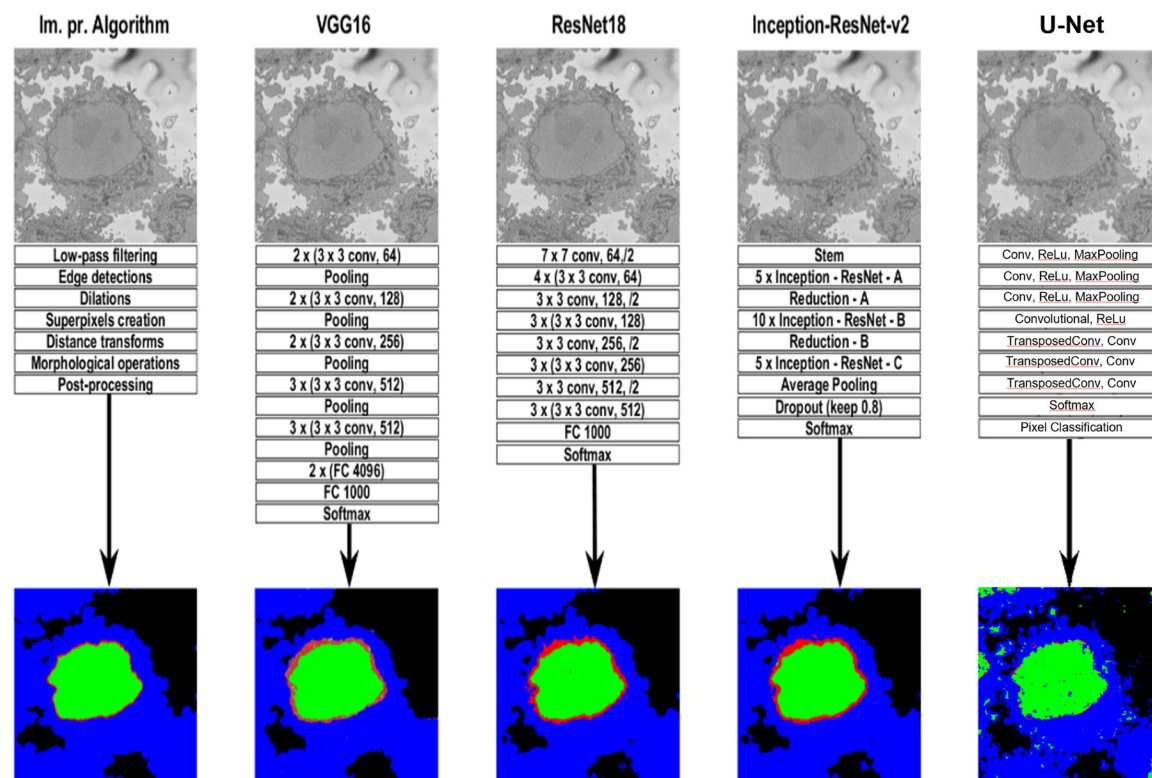 Im. pr. Algorithm
Low-pass filtering
Edge detections
Dilations
Superpixels creation
Distance transforms
Morphological operations
Post-processing
VGG16
2 x (3 x 3 conv, 64)
Pooling
2 x (3 x 3 conv, 128)
Pooling
2 x (3 x 3 conv, 256)
Pooling
3 x (3 x 3 conv, 512)
Pooling
3 x (3 x 3 conv, 512)
Pooling
2 x (FC 4096)
FC 1000
Softmax
ResNet18
7 x 7 conv, 64,/2
4 x (3 x 3 conv, 64)
3 x 3 conv, 128, /2
3 x (3 x 3 conv, 128)
3 x 3 conv, 256, /2
3 x (3 x 3 conv, 256)
3 x 3 conv, 512, /2
3 x (3 x 3 conv, 512)
FC 1000
Softmax
Inception-ResNet-v2
Stem
5 x Inception - ResNet - A
Reduction - A
10 x Inception - ResNet - B
Reduction - B
5 x Inception - ResNet - C
Average Pooling
Dropout (keep 0.8)
Softmax
U-Net
Conv, ReLu, MaxPooling
Conv, ReLu, MaxPooling
Conv, ReLu, MaxPooling
Convolutional, ReLu
TransposedConv, Conv
TransposedConv, Conv
TransposedConv, Conv
Softmax
Pixel Classification